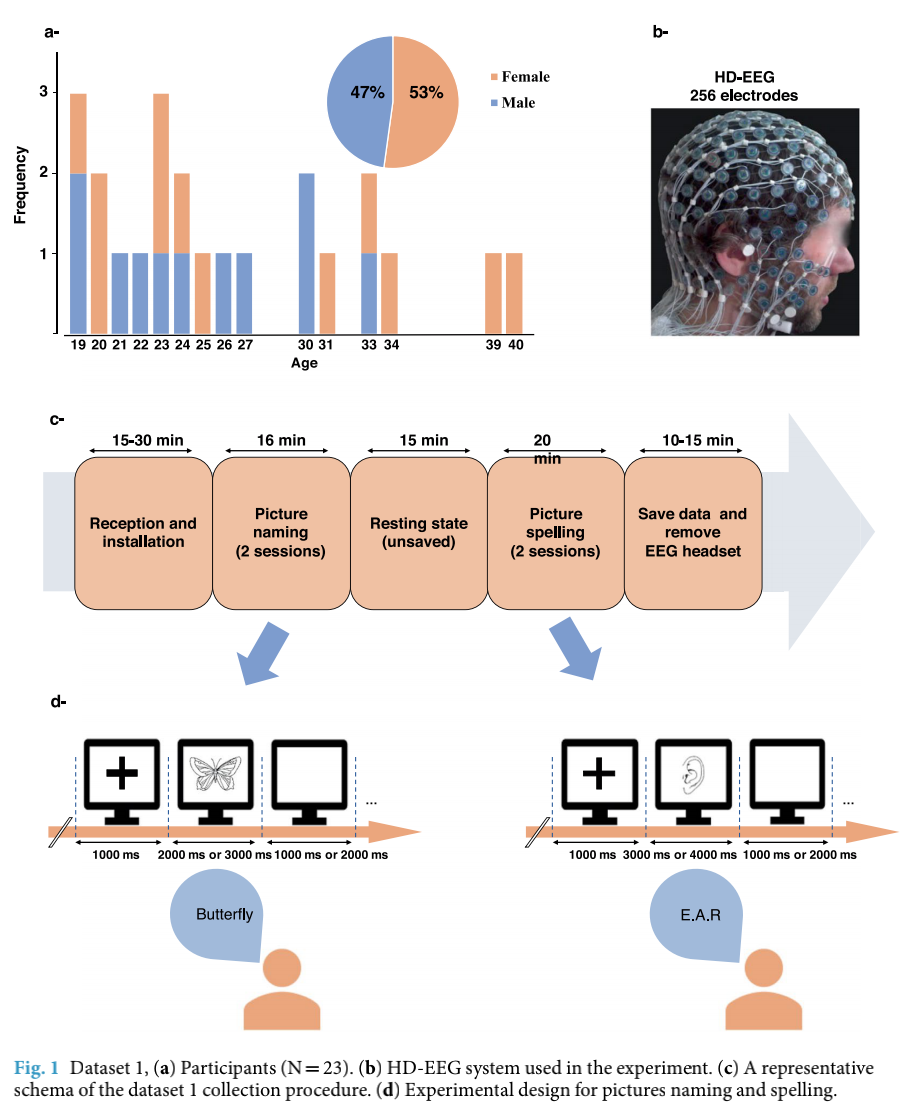 a-
3
2
1
Frequency
19 20 21 22 23 24 25 26 27 30 31 33 34 39 40
Age
47% 53%
Female
Male
b-
HD-EEG
256 electrodes
c-
15-30 min
Reception and
installation
16 min
Picture
naming
(2 sessions)
15 min
Resting state
(unsaved)
20
min
Picture
spelling
(2 sessions)
10-15 min
Save data and
remove
EEG headset
d-
...
1000 ms 2000 ms or 3000 ms 1000 ms or 2000 ms
Butterfly
...
1000 ms 3000 ms or 4000 ms 1000 ms or 2000 ms
E.A.R
Fig. 1 Dataset 1, (a) Participants (N = 23). (b) HD-EEG system used in the experiment. (c) A representative
schema of the dataset 1 collection procedure. (d) Experimental design for pictures naming and spelling.